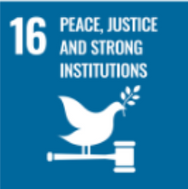 16 PEACE, JUSTICE
AND STRONG
INSTITUTIONS